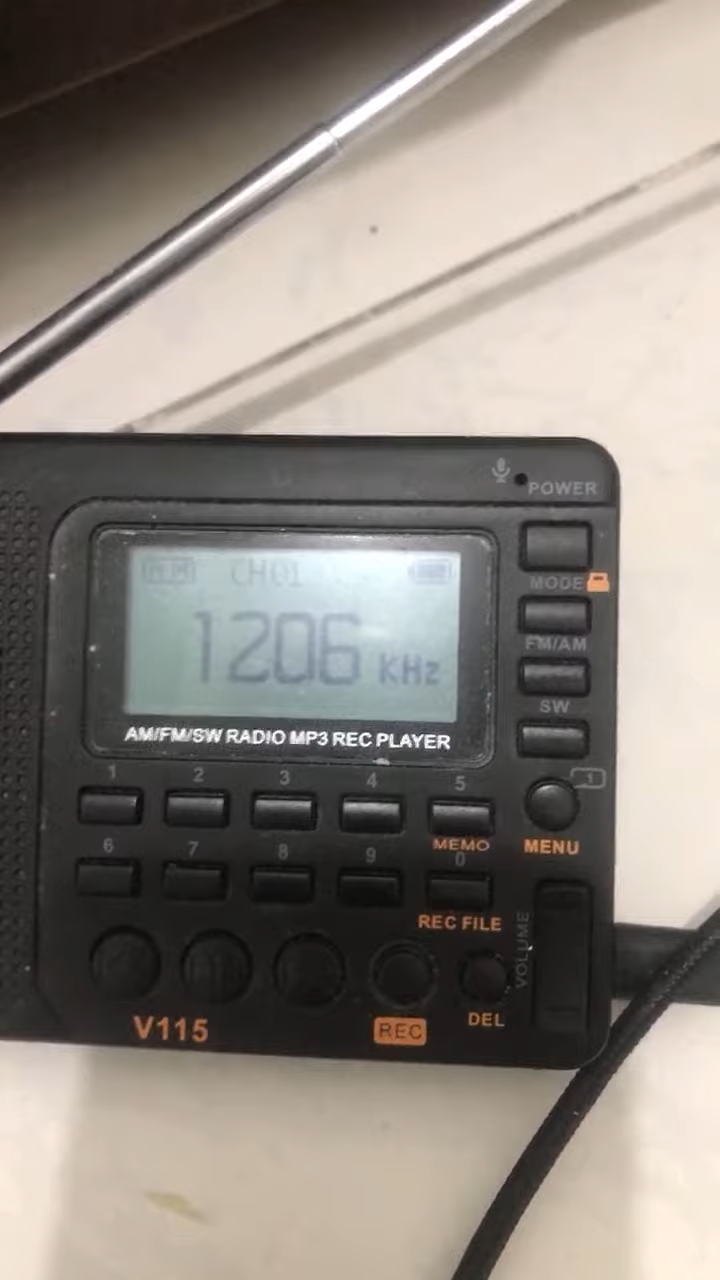 POWER
CH01
MODE
1206 KHz
FM/AM
SW
AM/FM/SW RADIO MP3 REC PLAYER
1 2 3 4 5
MEMO
MENU
6 7 8 9 0
REC FILE
VOLUME
V115
REC
DEL